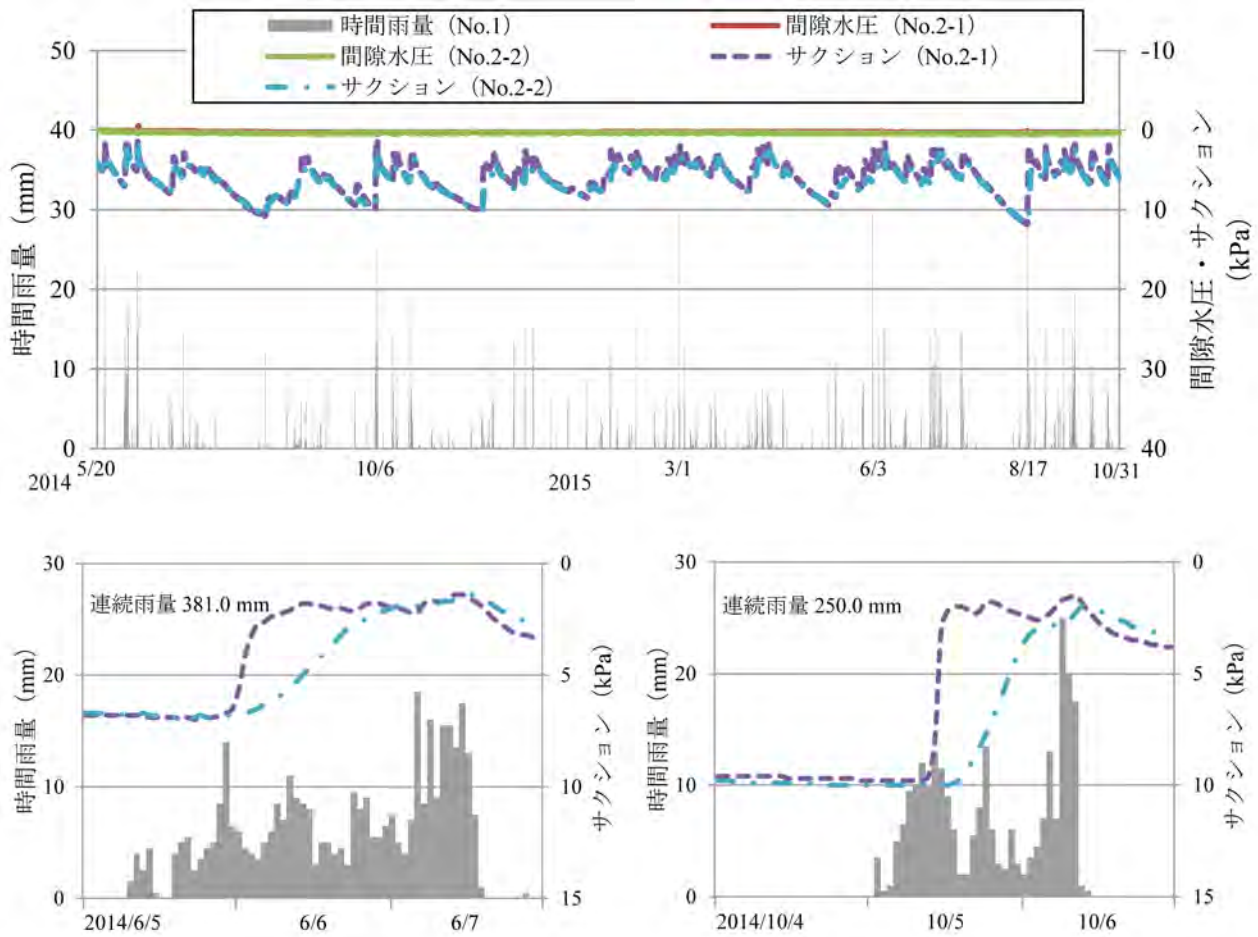 時間雨量（No.1） 間隙水圧（No.2-1）
間隙水圧（No.2-2） サクション（No.2-1）
サクション（No.2-2）
時間雨量（mm）
50
40
30
20
10
0
-10
0
10
20
30
40
間隙水圧・サクション
(kPa)
5/20 10/6 3/1 6/3 8/17 10/31
2014 2015
連続雨量 381.0 mm
時間雨量（mm）
30
20
10
0
0
5
10
15
サクション（kPa）
2014/6/5 6/6 6/7
連続雨量 250.0 mm
時間雨量（mm）
30
20
10
0
0
5
10
15
サクション（kPa）
2014/10/4 10/5 10/6